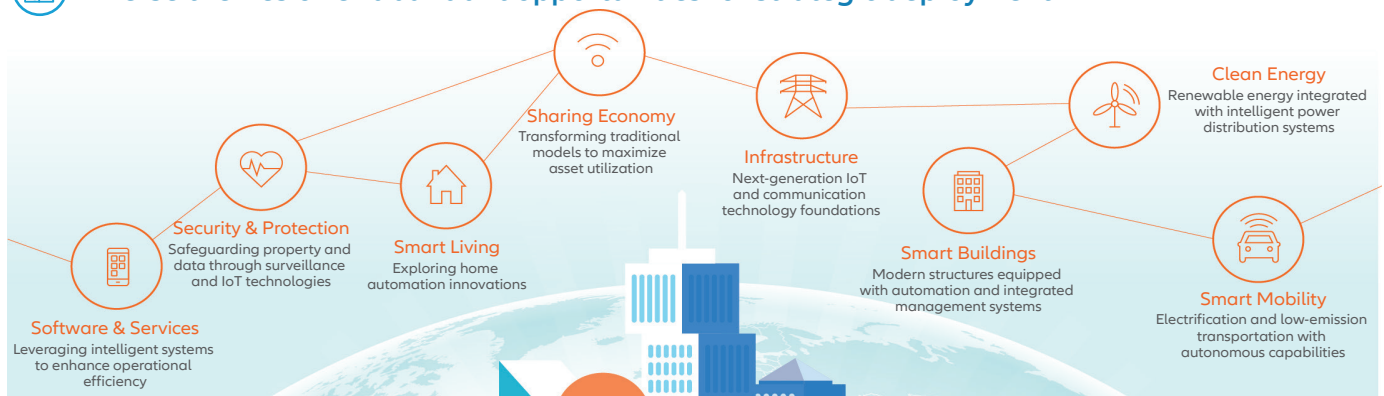 Software & Services
Leveraging intelligent systems
to enhance operational
efficiency
Security & Protection
Safeguarding property and
data through surveillance
and IoT technologies
Smart Living
Exploring home
automation innovations
Sharing Economy
Transforming traditional
models to maximize
asset utilization
Infrastructure
Next-generation IoT
and communication
technology foundations
Smart Buildings
Modern structures equipped
with automation and integrated
management systems
Clean Energy
Renewable energy integrated
with intelligent power
distribution systems
Smart Mobility
Electrification and low-emission
transportation with
autonomous capabilities